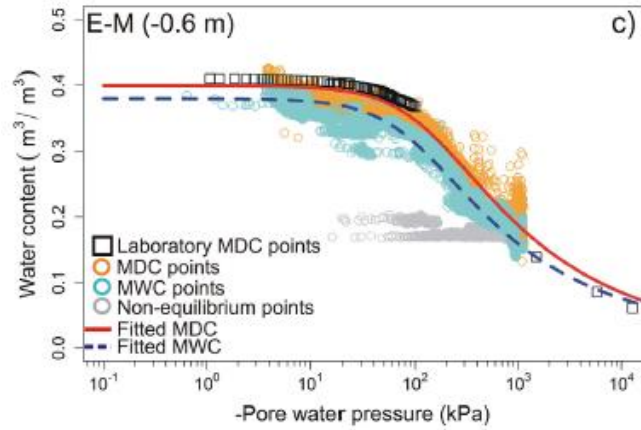 E-M (-0.6 m)
c)
0.5
0.4
0.3
0.2
0.1
0.0
Water content ( m³/ m³)
Laboratory MDC points
MDC points
MWC points
Non-equilibrium points
Fitted MDC
Fitted MWC
10⁻¹ 10⁰ 10¹ 10² 10³ 10⁴
-Pore water pressure (kPa)